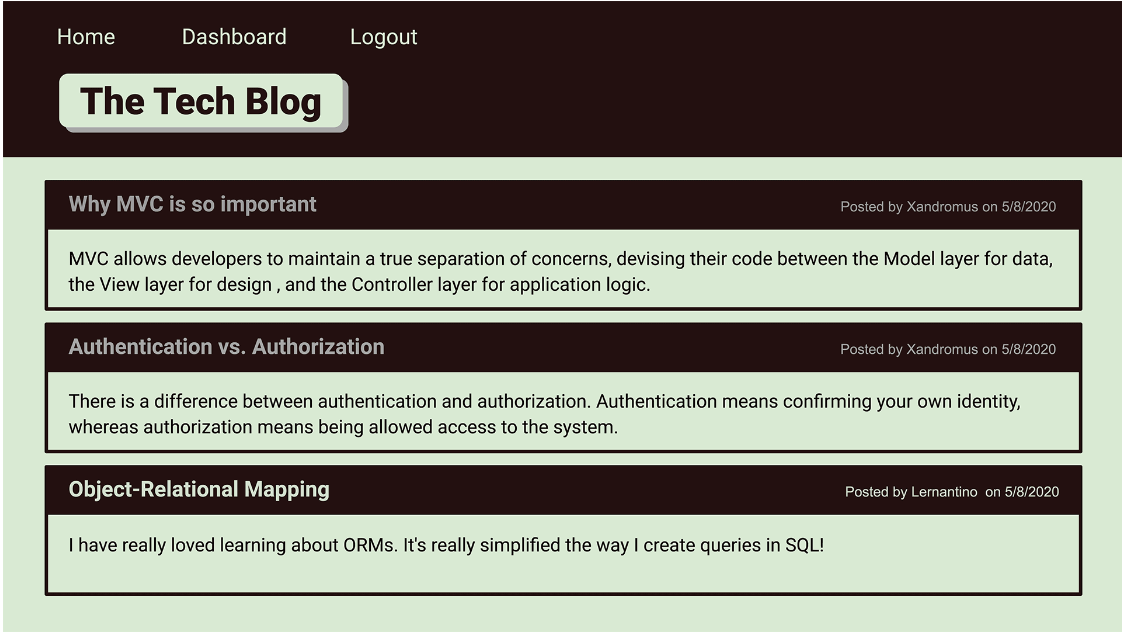 Home Dashboard Logout
The Tech Blog
Why MVC is so important Posted by Xandromus on 5/8/2020
MVC allows developers to maintain a true separation of concerns, devising their code between the Model layer for data,
the View layer for design , and the Controller layer for application logic.
Authentication vs. Authorization Posted by Xandromus on 5/8/2020
There is a difference between authentication and authorization. Authentication means confirming your own identity,
whereas authorization means being allowed access to the system.
Object-Relational Mapping Posted by Lernantino  on 5/8/2020
I have really loved learning about ORMs. It's really simplified the way I create queries in SQL!